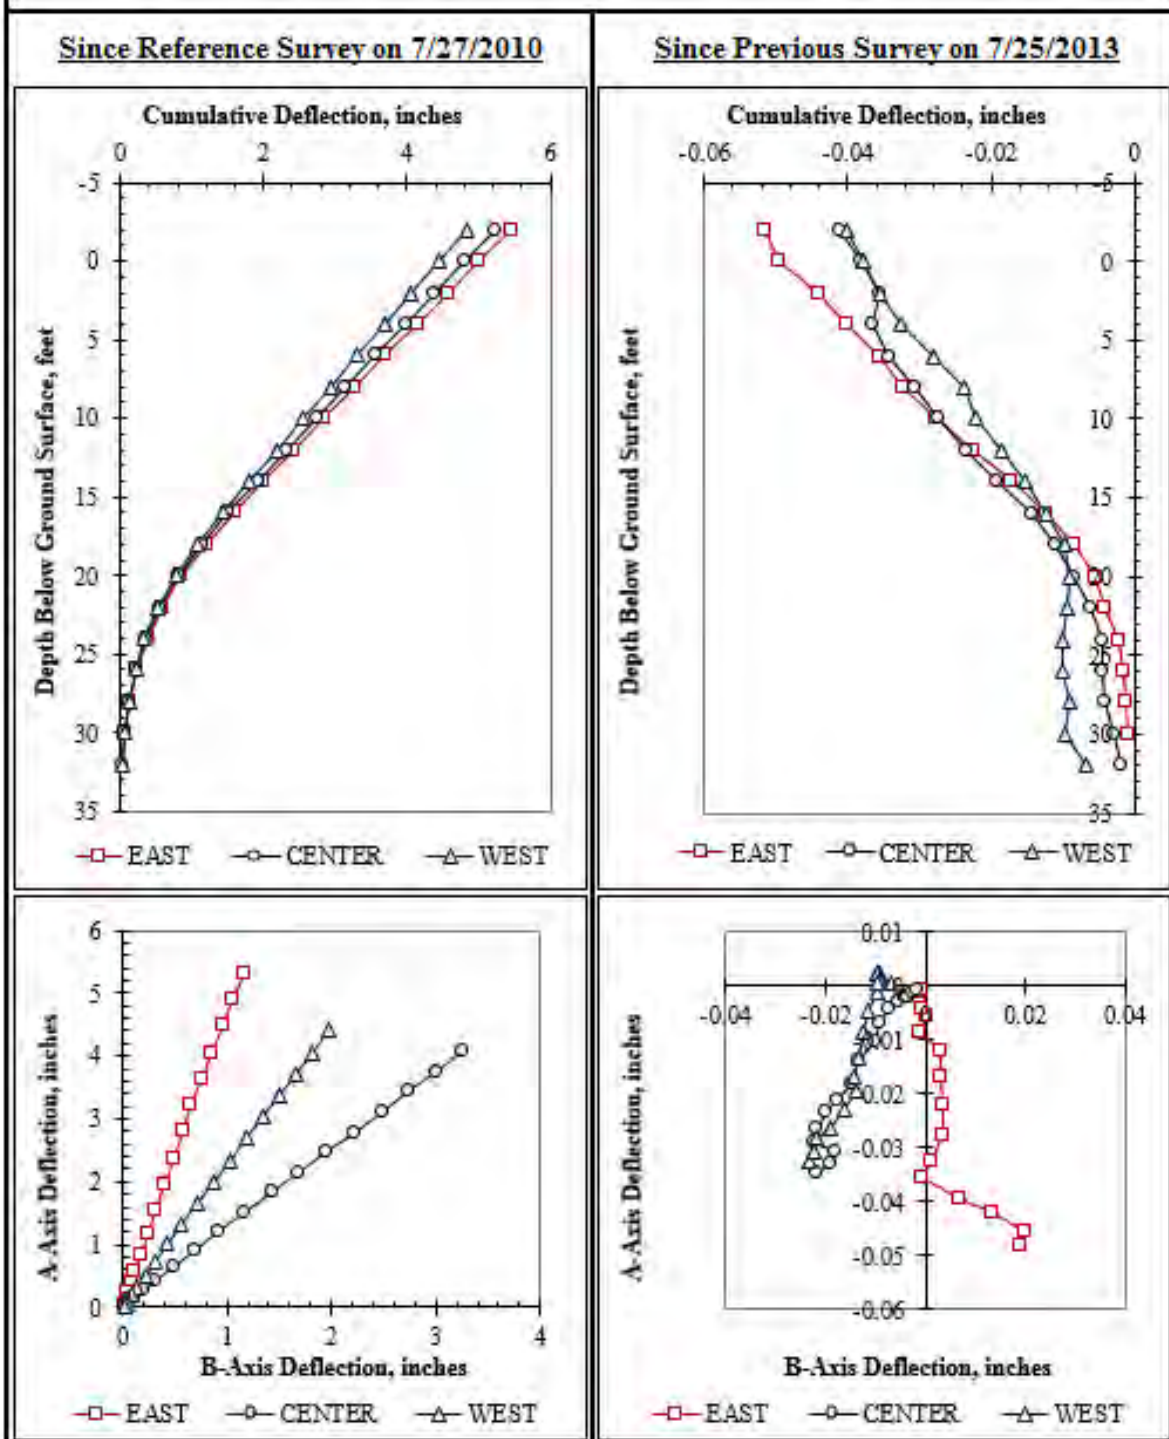 Since Reference Survey on 7/27/2010
Cumulative Deflection, inches
0 2 4 6
-5
0
5
10
15
20
25
30
35
Depth Below Ground Surface, feet
EAST CENTER WEST
Since Previous Survey on 7/25/2013
Cumulative Deflection, inches
-0.06 -0.04 -0.02 0
-5
0
5
10
15
20
25
30
35
Depth Below Ground Surface, feet
EAST CENTER WEST
6
5
4
3
2
1
0
A-Axis Deflection, inches
0 1 2 3 4
B-Axis Deflection, inches
EAST CENTER WEST
0.01
-0.04 -0.02 0.02 0.04
-0.02
-0.03
-0.04
-0.05
-0.06
A-Axis Deflection, inches
B-Axis Deflection, inches
EAST CENTER WEST